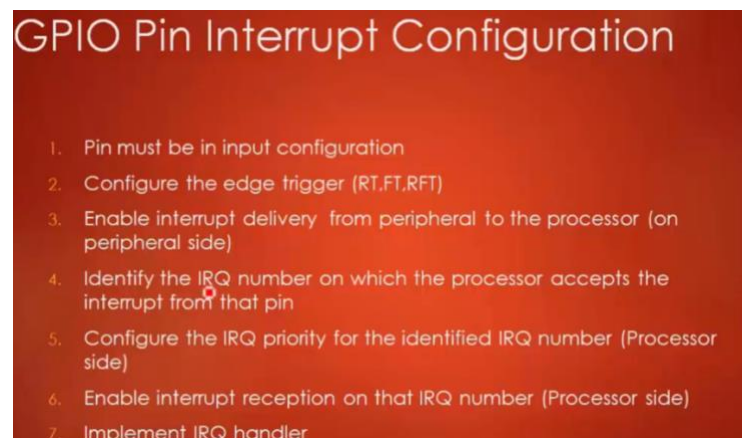 GPIO Pin Interrupt Configuration
1. Pin must be in input configuration
2. Configure the edge trigger (RT,FT,RFT)
3. Enable interrupt delivery from peripheral to the processor (on
peripheral side)
4. Identify the IRQ number on which the processor accepts the
interrupt from that pin
5. Configure the IRQ priority for the identified IRQ number (Processor
side)
6. Enable interrupt reception on that IRQ number (Processor side)
7. Implement IRQ handler